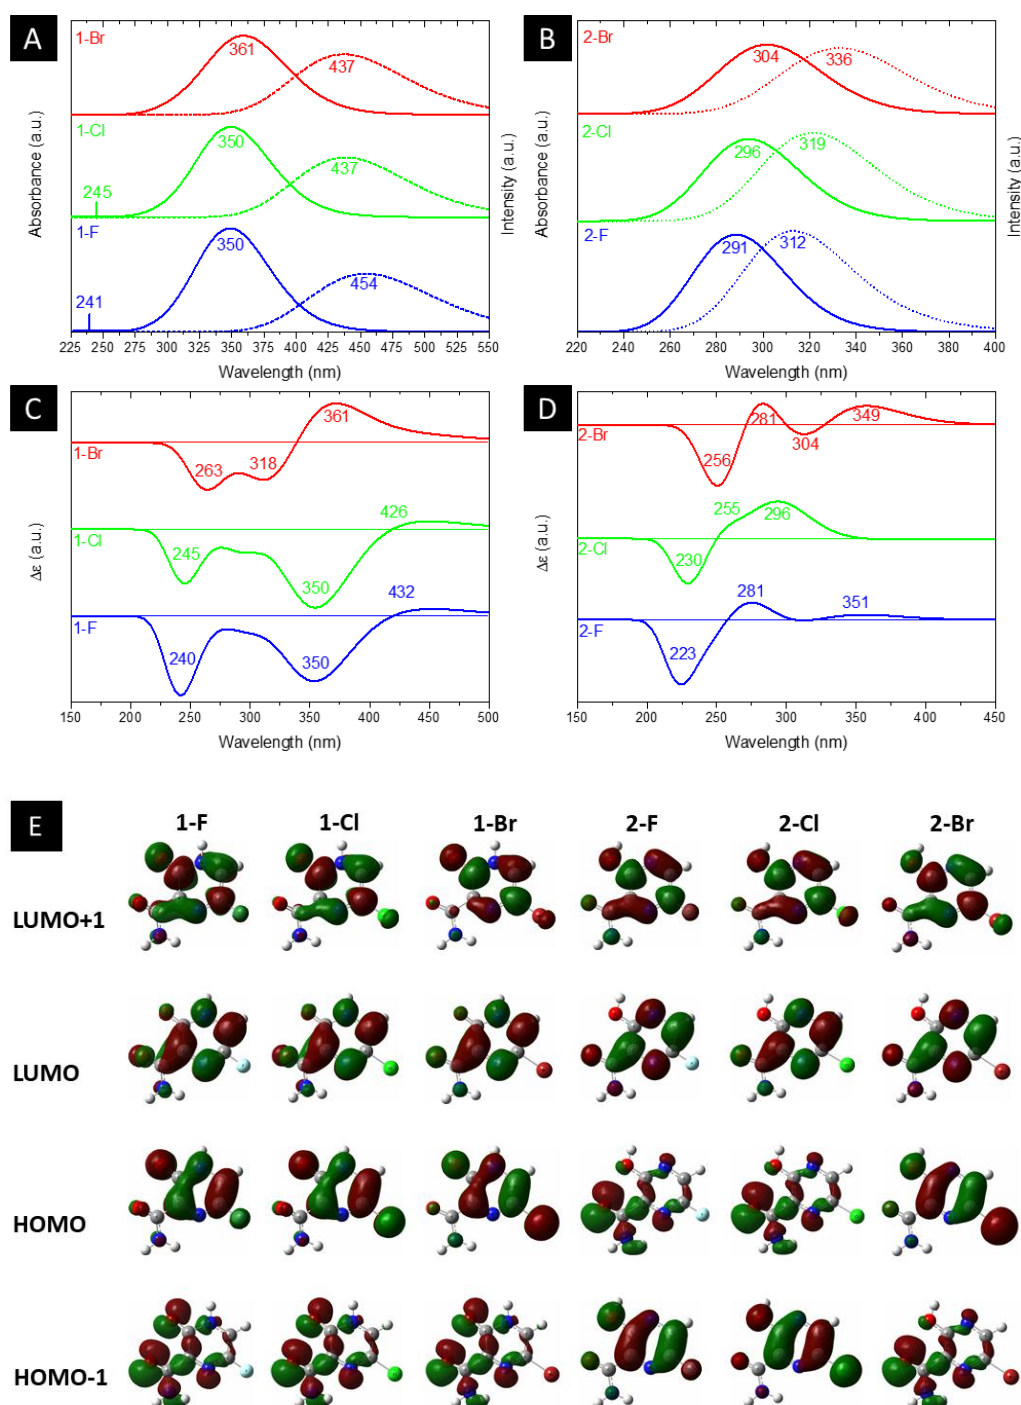 A
1-Br
361
437
1-Cl
350
437
245
1-F
350
454
241
Absorbance (a.u.)
Intensity (a.u.)
225 250 275 300 325 350 375 400 425 450 475 500 525 550
Wavelength (nm)
B
2-Br
304
336
2-Cl
296
319
2-F
291
312
Absorbance (a.u.)
Intensity (a.u.)
220 240 260 280 300 320 340 360 380 400
Wavelength (nm)
C
361
1-Br
263
318
426
1-Cl
245
350
432
1-F
240
350
Δε (a.u.)
150 200 250 300 350 400 450 500
Wavelength (nm)
D
281
349
2-Br
304
256
255
296
2-Cl
230
281
351
2-F
223
Δε (a.u.)
150 200 250 300 350 400 450
Wavelength (nm)
E
1-F 1-Cl 1-Br 2-F 2-Cl 2-Br
LUMO+1
LUMO
HOMO
HOMO-1